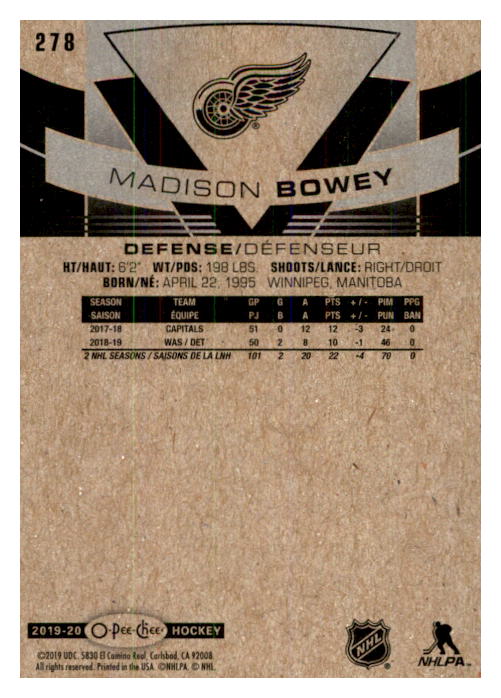 278
MADISON BOWEY
DEFENSE/DÉFENSEUR
HT/HAUT: 6'2" WT/PDS: 198 LBS. SHOOTS/LANCE: RIGHT/DROIT
BORN/NÉ: APRIL 22, 1995 WINNIPEG, MANITOBA
SEASON TEAM GP G A PTS +/- PIM PPG
SAISON ÉQUIPE PJ B A PTS +/- PUN BAN
2017-18 CAPITALS 51 0 12 12 -3 24 0
2018-19 WAS / DET 50 2 8 10 -1 46 0
2 NHL SEASONS / SAISONS DE LA LNH 101 2 20 22 -4 70 0
2019-20 O-Pee-Chee HOCKEY
©2019 UDC. 5830 El Camino Real, Carlsbad, CA 92008.
All rights reserved. Printed in the USA. ©NHLPA. © NHL.
NHL
NHLPA